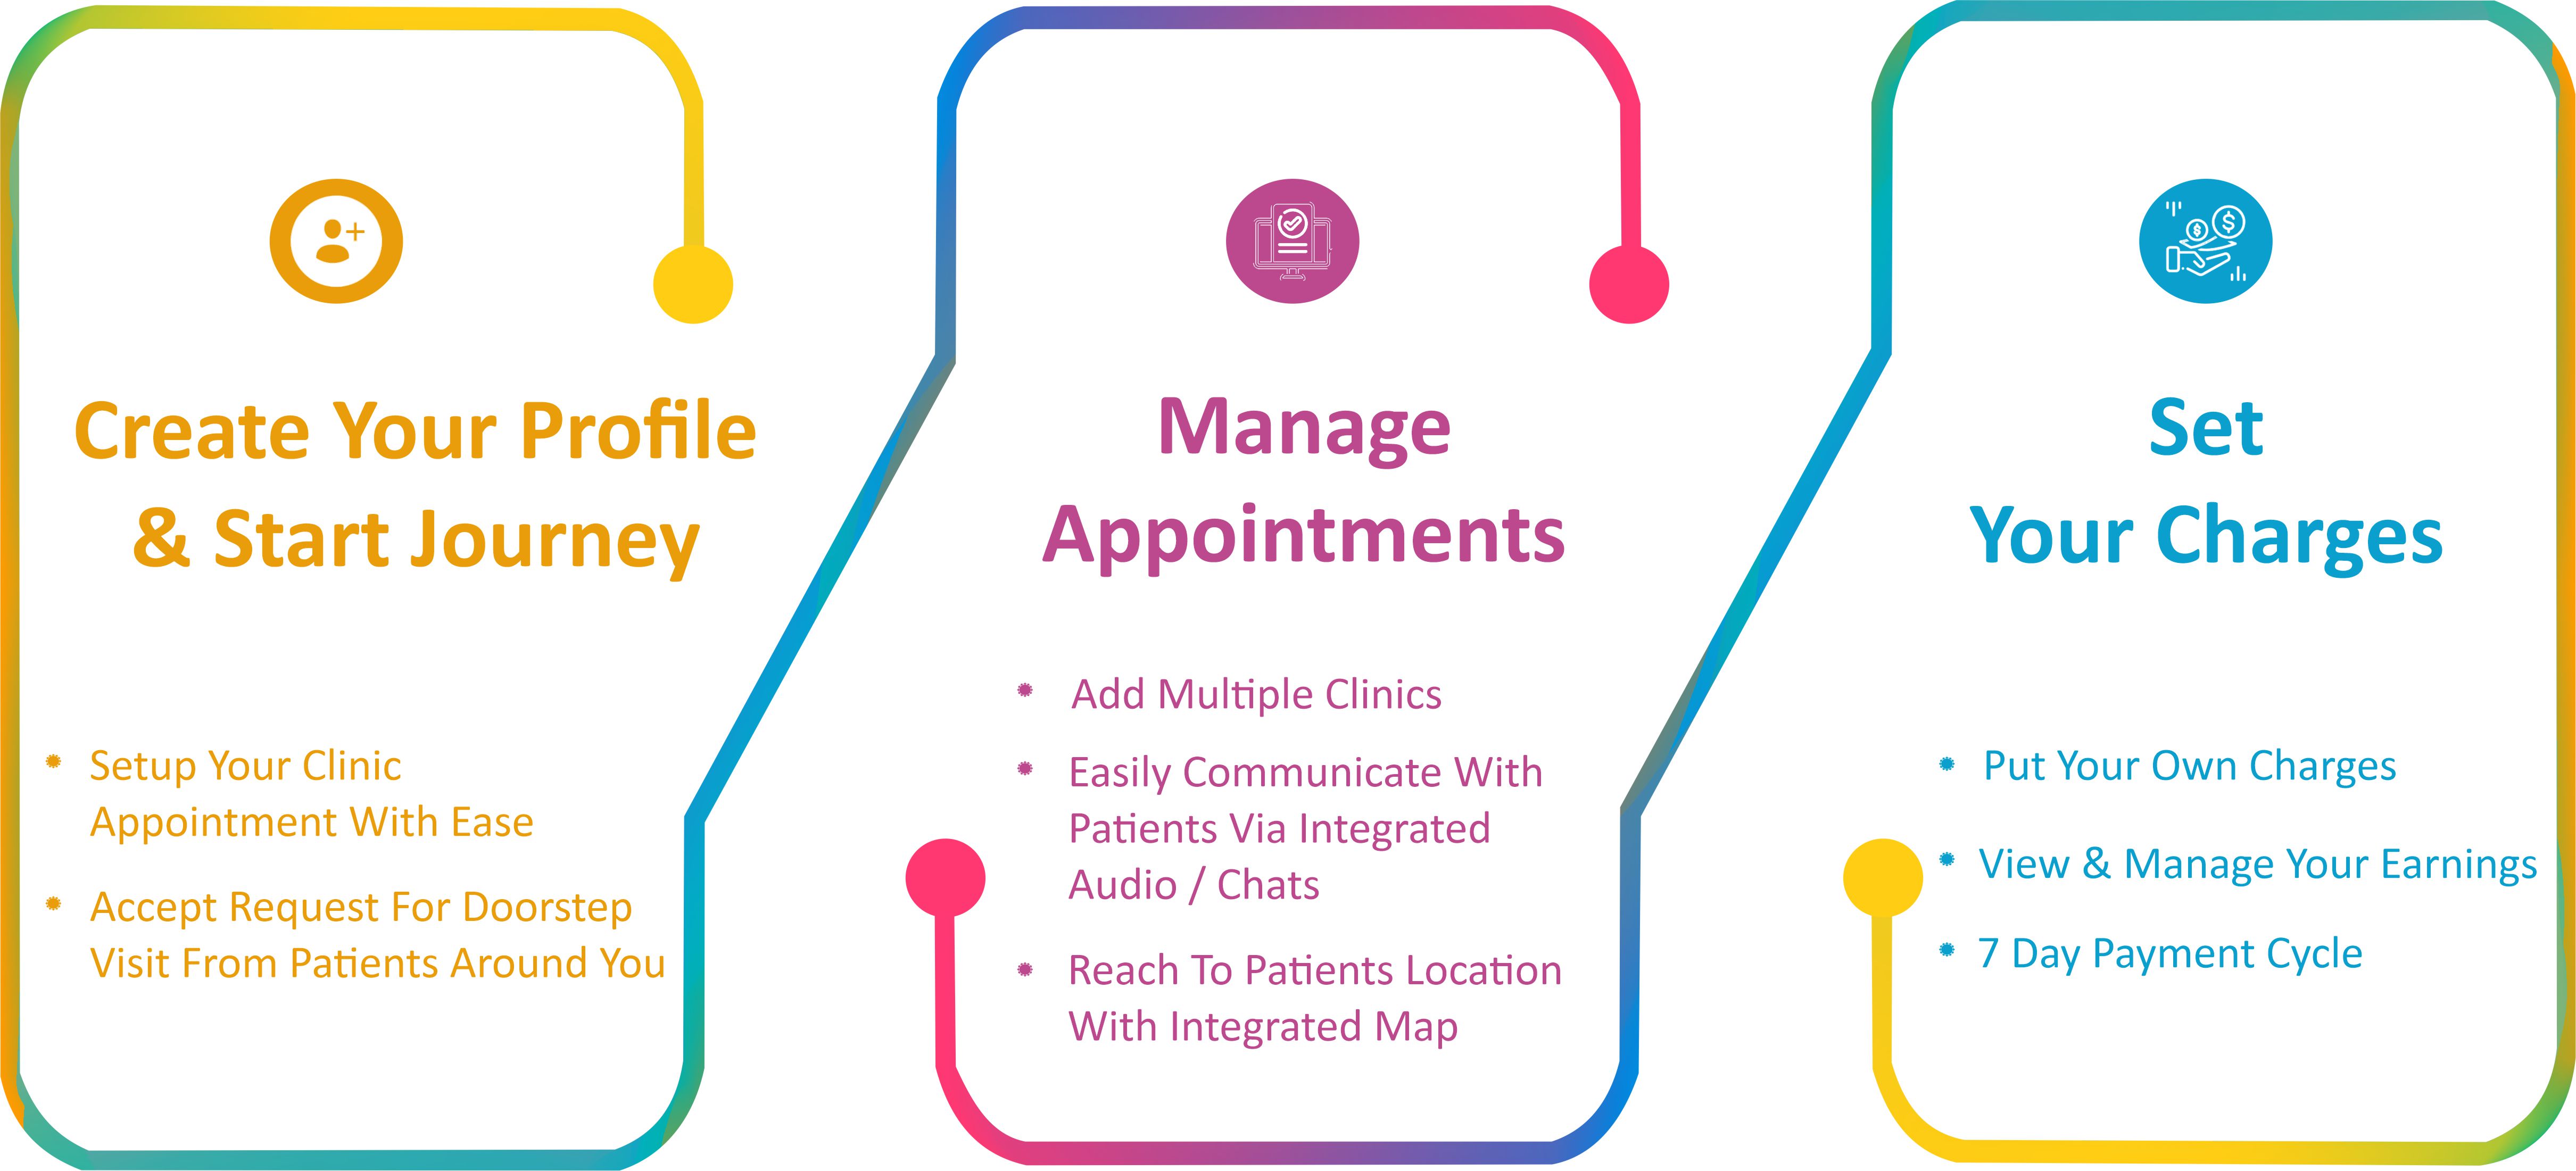 Create Your Profile
& Start Journey
Setup Your Clinic
Appointment With Ease
Accept Request For Doorstep
Visit From Patients Around You
Manage
Appointments
Add Multiple Clinics
Easily Communicate With
Patients Via Integrated
Audio / Chats
Reach To Patients Location
With Integrated Map
Set
Your Charges
Put Your Own Charges
View & Manage Your Earnings
7 Day Payment Cycle